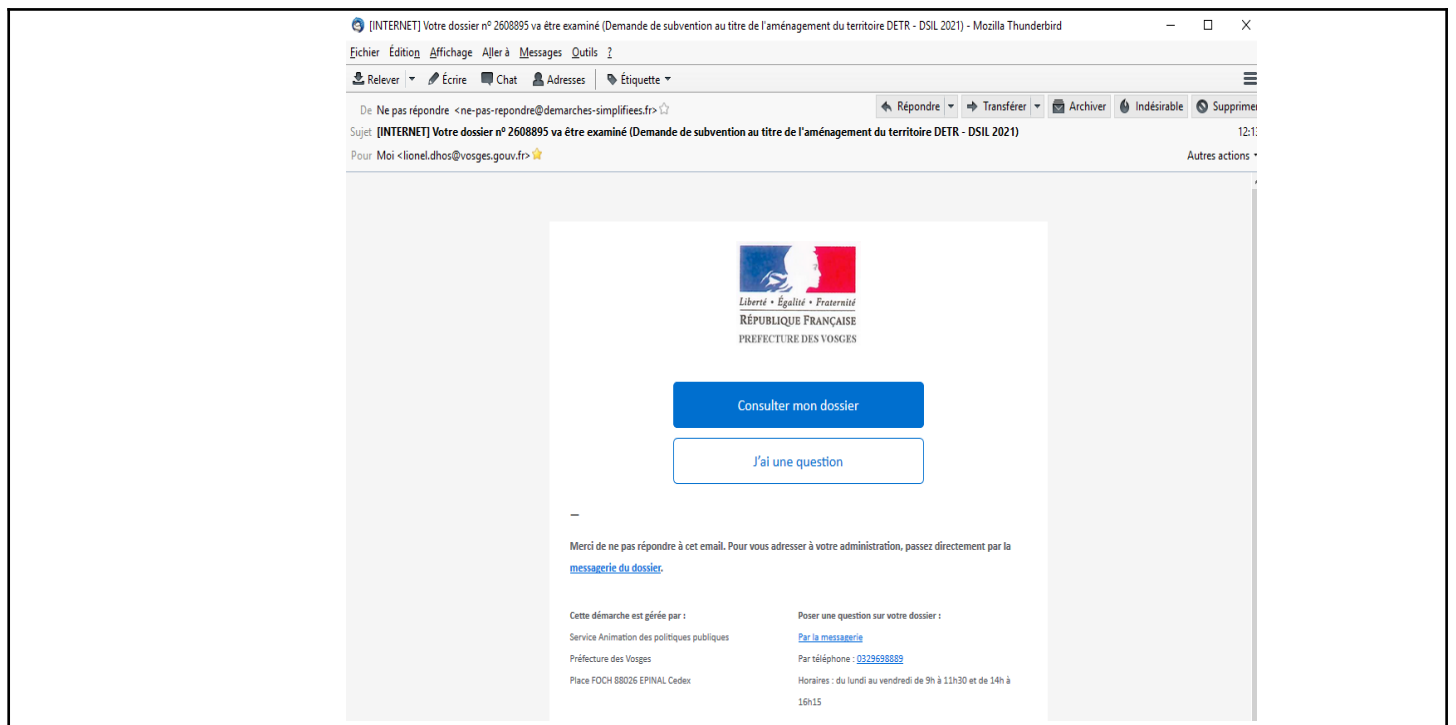 [INTERNET] Votre dossier nº 2608895 va être examiné (Demande de subvention au titre de l'aménagement du territoire DETR - DSIL 2021) - Mozilla Thunderbird
Fichier Édition Affichage Aller à Messages Outils ?
Relever Écrire Chat Adresses Étiquette
De Ne pas répondre <ne-pas-repondre@demarches-simplifiees.fr>
Répondre Transférer Archiver Indésirable Supprimer
Sujet [INTERNET] Votre dossier nº 2608895 va être examiné (Demande de subvention au titre de l'aménagement du territoire DETR - DSIL 2021)
12:13
Pour Moi <lionel.dhos@vosges.gouv.fr>
Autres actions
Liberté • Égalité • Fraternité
RÉPUBLIQUE FRANÇAISE
PREFECTURE DES VOSGES
Consulter mon dossier
J'ai une question
—
Merci de ne pas répondre à cet email. Pour vous adresser à votre administration, passez directement par la
messagerie du dossier.
Cette démarche est gérée par :
Service Animation des politiques publiques
Préfecture des Vosges
Place FOCH 88026 EPINAL Cedex
Poser une question sur votre dossier :
Par la messagerie
Par téléphone : 0329698889
Horaires : du lundi au vendredi de 9h à 11h30 et de 14h à
16h15